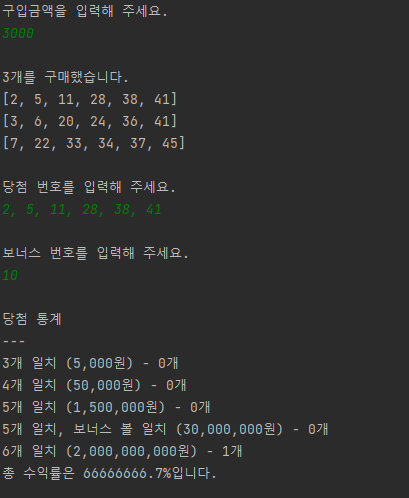 구입금액을 입력해 주세요.
3000
3개를 구매했습니다.
[2, 5, 11, 28, 38, 41]
[3, 6, 20, 24, 36, 41]
[7, 22, 33, 34, 37, 45]
당첨 번호를 입력해 주세요.
2, 5, 11, 28, 38, 41
보너스 번호를 입력해 주세요.
10
당첨 통계
---
3개 일치 (5,000원) - 0개
4개 일치 (50,000원) - 0개
5개 일치 (1,500,000원) - 0개
5개 일치, 보너스 볼 일치 (30,000,000원) - 0개
6개 일치 (2,000,000,000원) - 1개
총 수익률은 66666666.7%입니다.